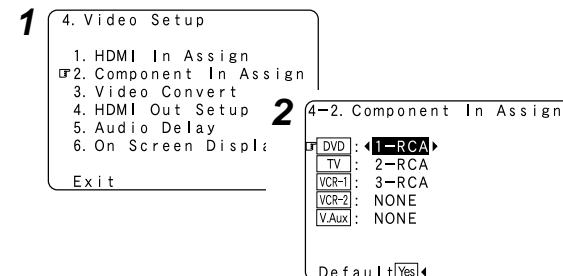 1
4. Video Setup
1. HDMI In Assign
☞2. Component In Assign
3. Video Convert
4. HDMI Out Setup
5. Audio Delay
6. On Screen Displa
Exit
2
4-2. Component In Assign
☞ DVD : ◀1-RCA▶
TV : 2-RCA
VCR-1 : 3-RCA
VCR-2 : NONE
V.Aux : NONE
Default Yes◀